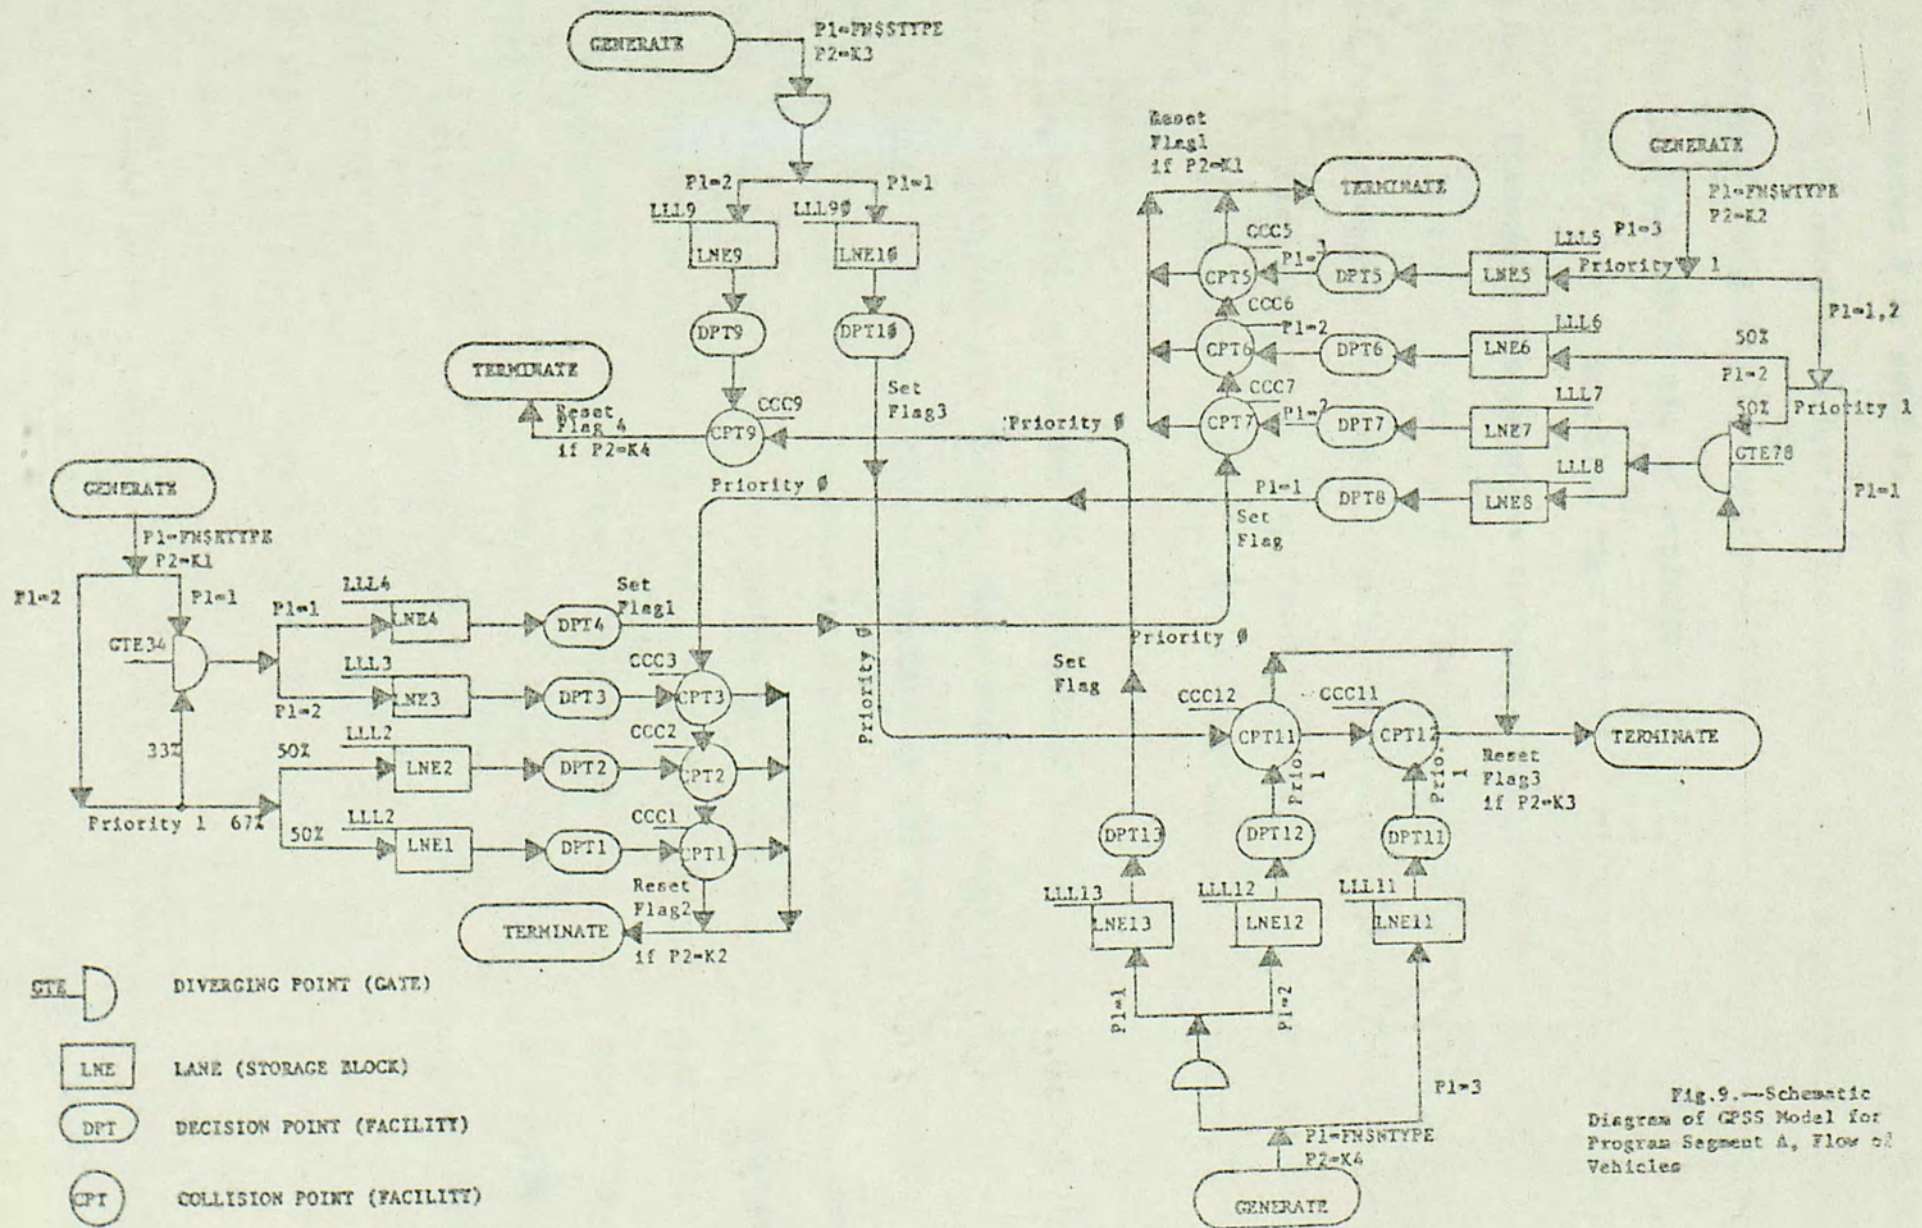 GENERATE
P1=FN$STYPE
P2=K3
P1=2
P1=1
LLL9
LLL9Ø
LNE9
LNE1Ø
DPT9
DPT1Ø
TERMINATE
Reset
Flag 4
if P2=K4
CCC9
CPT9
Set
Flag3
Priority Ø
Priority Ø
Reset
Flag1
if P2=K1
TERMINATE
GENERATE
P1=FN$WTYPE
P2=K2
P1=3
Priority 1
LLL5
LNE5
DPT5
CCC5
CPT5
P1=1,2
LLL6
LNE6
DPT6
P1=2
CCC6
CPT6
50%
P1=2
50%
Priority 1
LLL7
LNE7
DPT7
P1=2
CCC7
CPT7
GTE78
P1=1
LLL8
LNE8
DPT8
P1=1
Set
Flag
GENERATE
P1=FN$ETYPE
P2=K1
P1=2
P1=1
GTE34
P1=1
P1=2
33%
Priority 1 67%
50%
50%
LLL4
LNE4
DPT4
Set
Flag1
LLL3
LNE3
DPT3
CCC3
CPT3
LLL2
LNE2
DPT2
CCC2
CPT2
LLL2
LNE1
DPT1
CCC1
CPT1
Reset
Flag2
if P2=K2
TERMINATE
Priority Ø
Priority Ø
Set
Flag
CCC12
CPT11
CCC11
CPT12
Prior.
1
Prior.
1
Reset
Flag3
if P2=K3
TERMINATE
DPT13
DPT12
DPT11
LLL13
LNE13
LLL12
LNE12
LLL11
LNE11
P1=1
P1=2
P1=3
P1=FN$NTYPE
P2=K4
GENERATE
GTE
DIVERGING POINT (GATE)
LNE
LANE (STORAGE BLOCK)
DPT
DECISION POINT (FACILITY)
CPT
COLLISION POINT (FACILITY)
Fig.9.—Schematic
Diagram of GPSS Model for
Program Segment A, Flow of
Vehicles